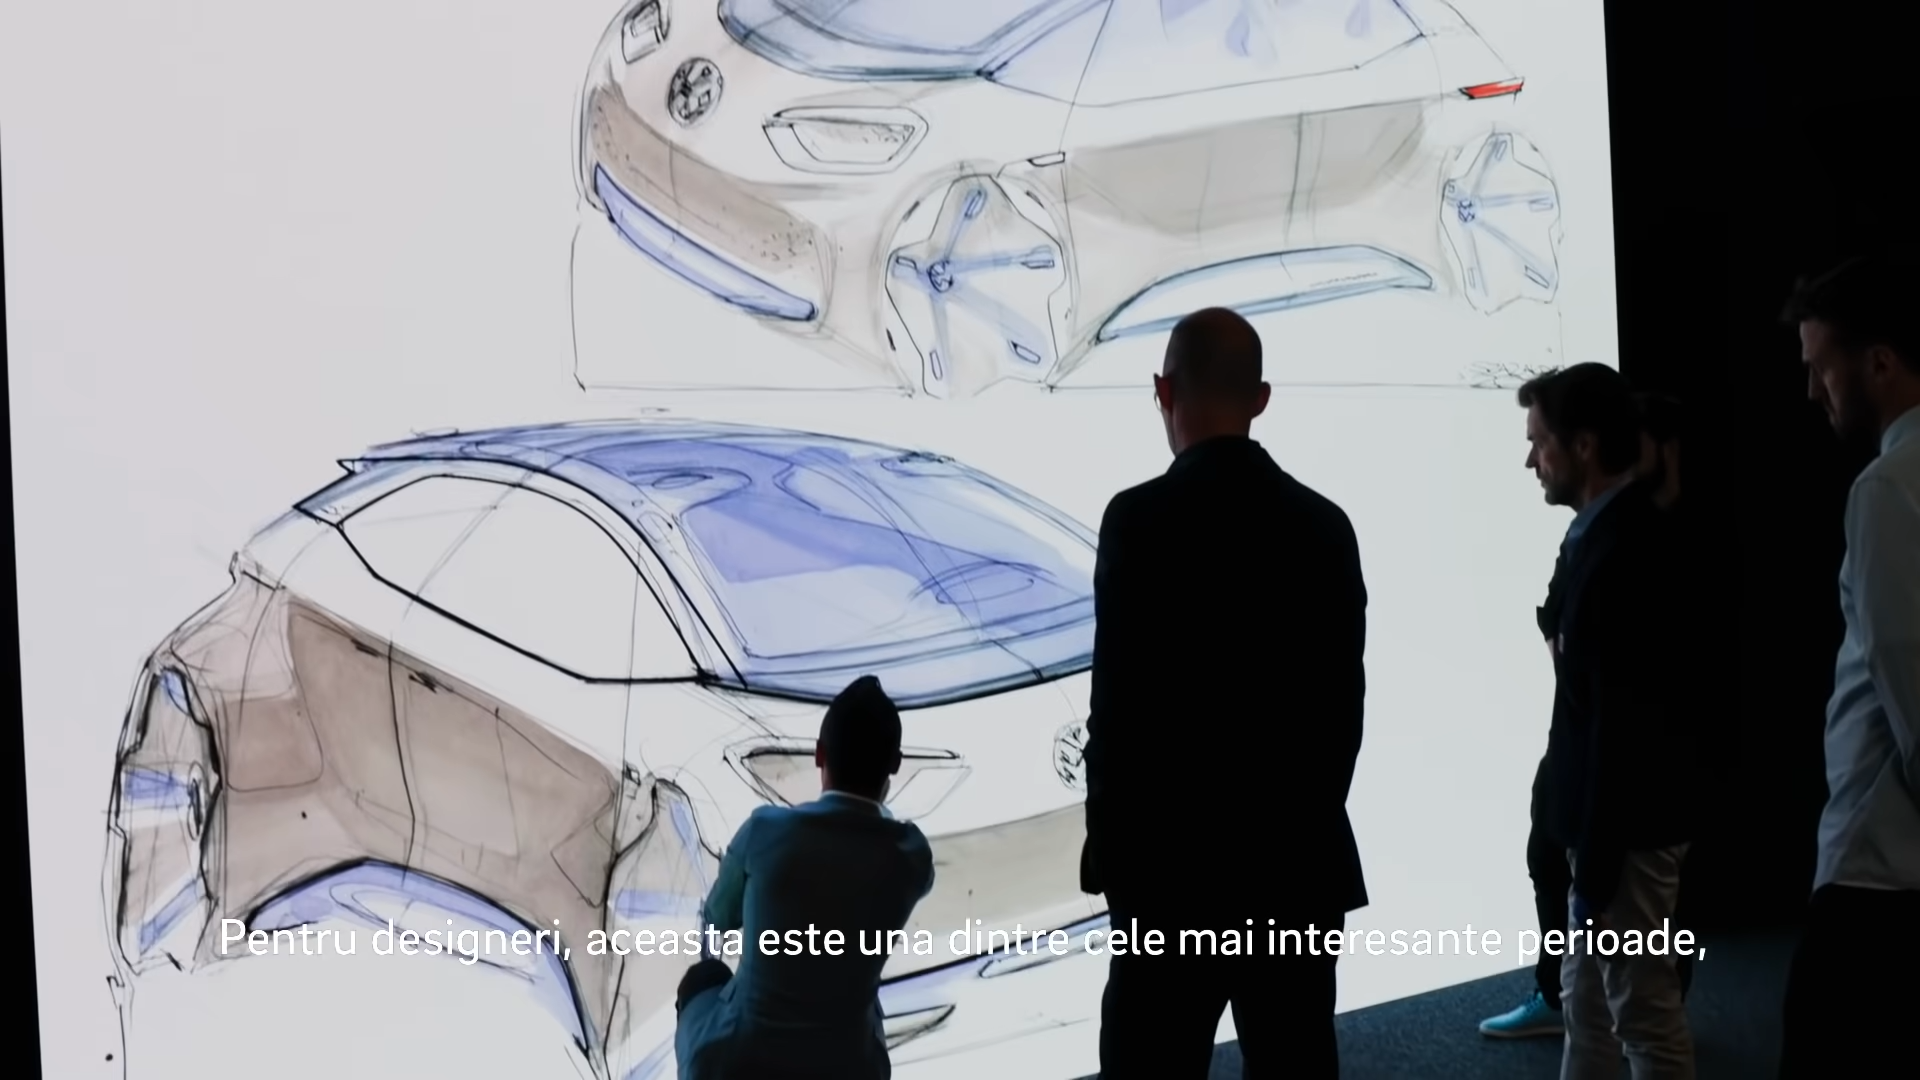 Pentru designeri, aceasta este una dintre cele mai interesante perioade,